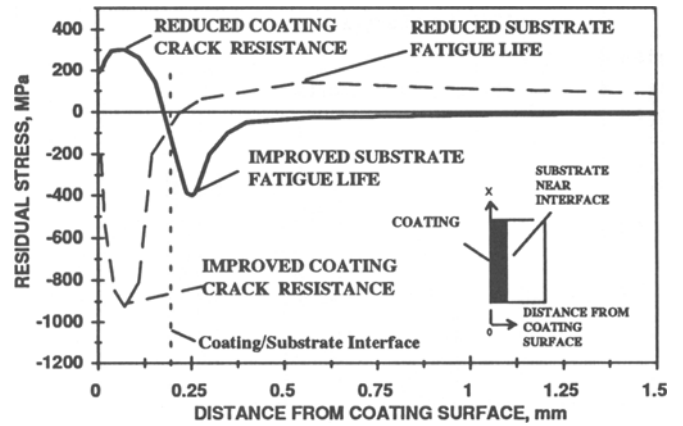 REDUCED COATING
CRACK RESISTANCE
REDUCED SUBSTRATE
FATIGUE LIFE
400
200
0
-200
-400
-600
-800
-900
-1000
-1200
RESIDUAL STRESS, MPa
IMPROVED SUBSTRATE
FATIGUE LIFE
IMPROVED COATING
CRACK RESISTANCE
Coating/Substrate Interface
X
SUBSTRATE
NEAR
INTERFACE
COATING
0
DISTANCE FROM
COATING
SURFACE
0 0.25 0.5 0.75 1 1.25 1.5
DISTANCE FROM COATING SURFACE, mm